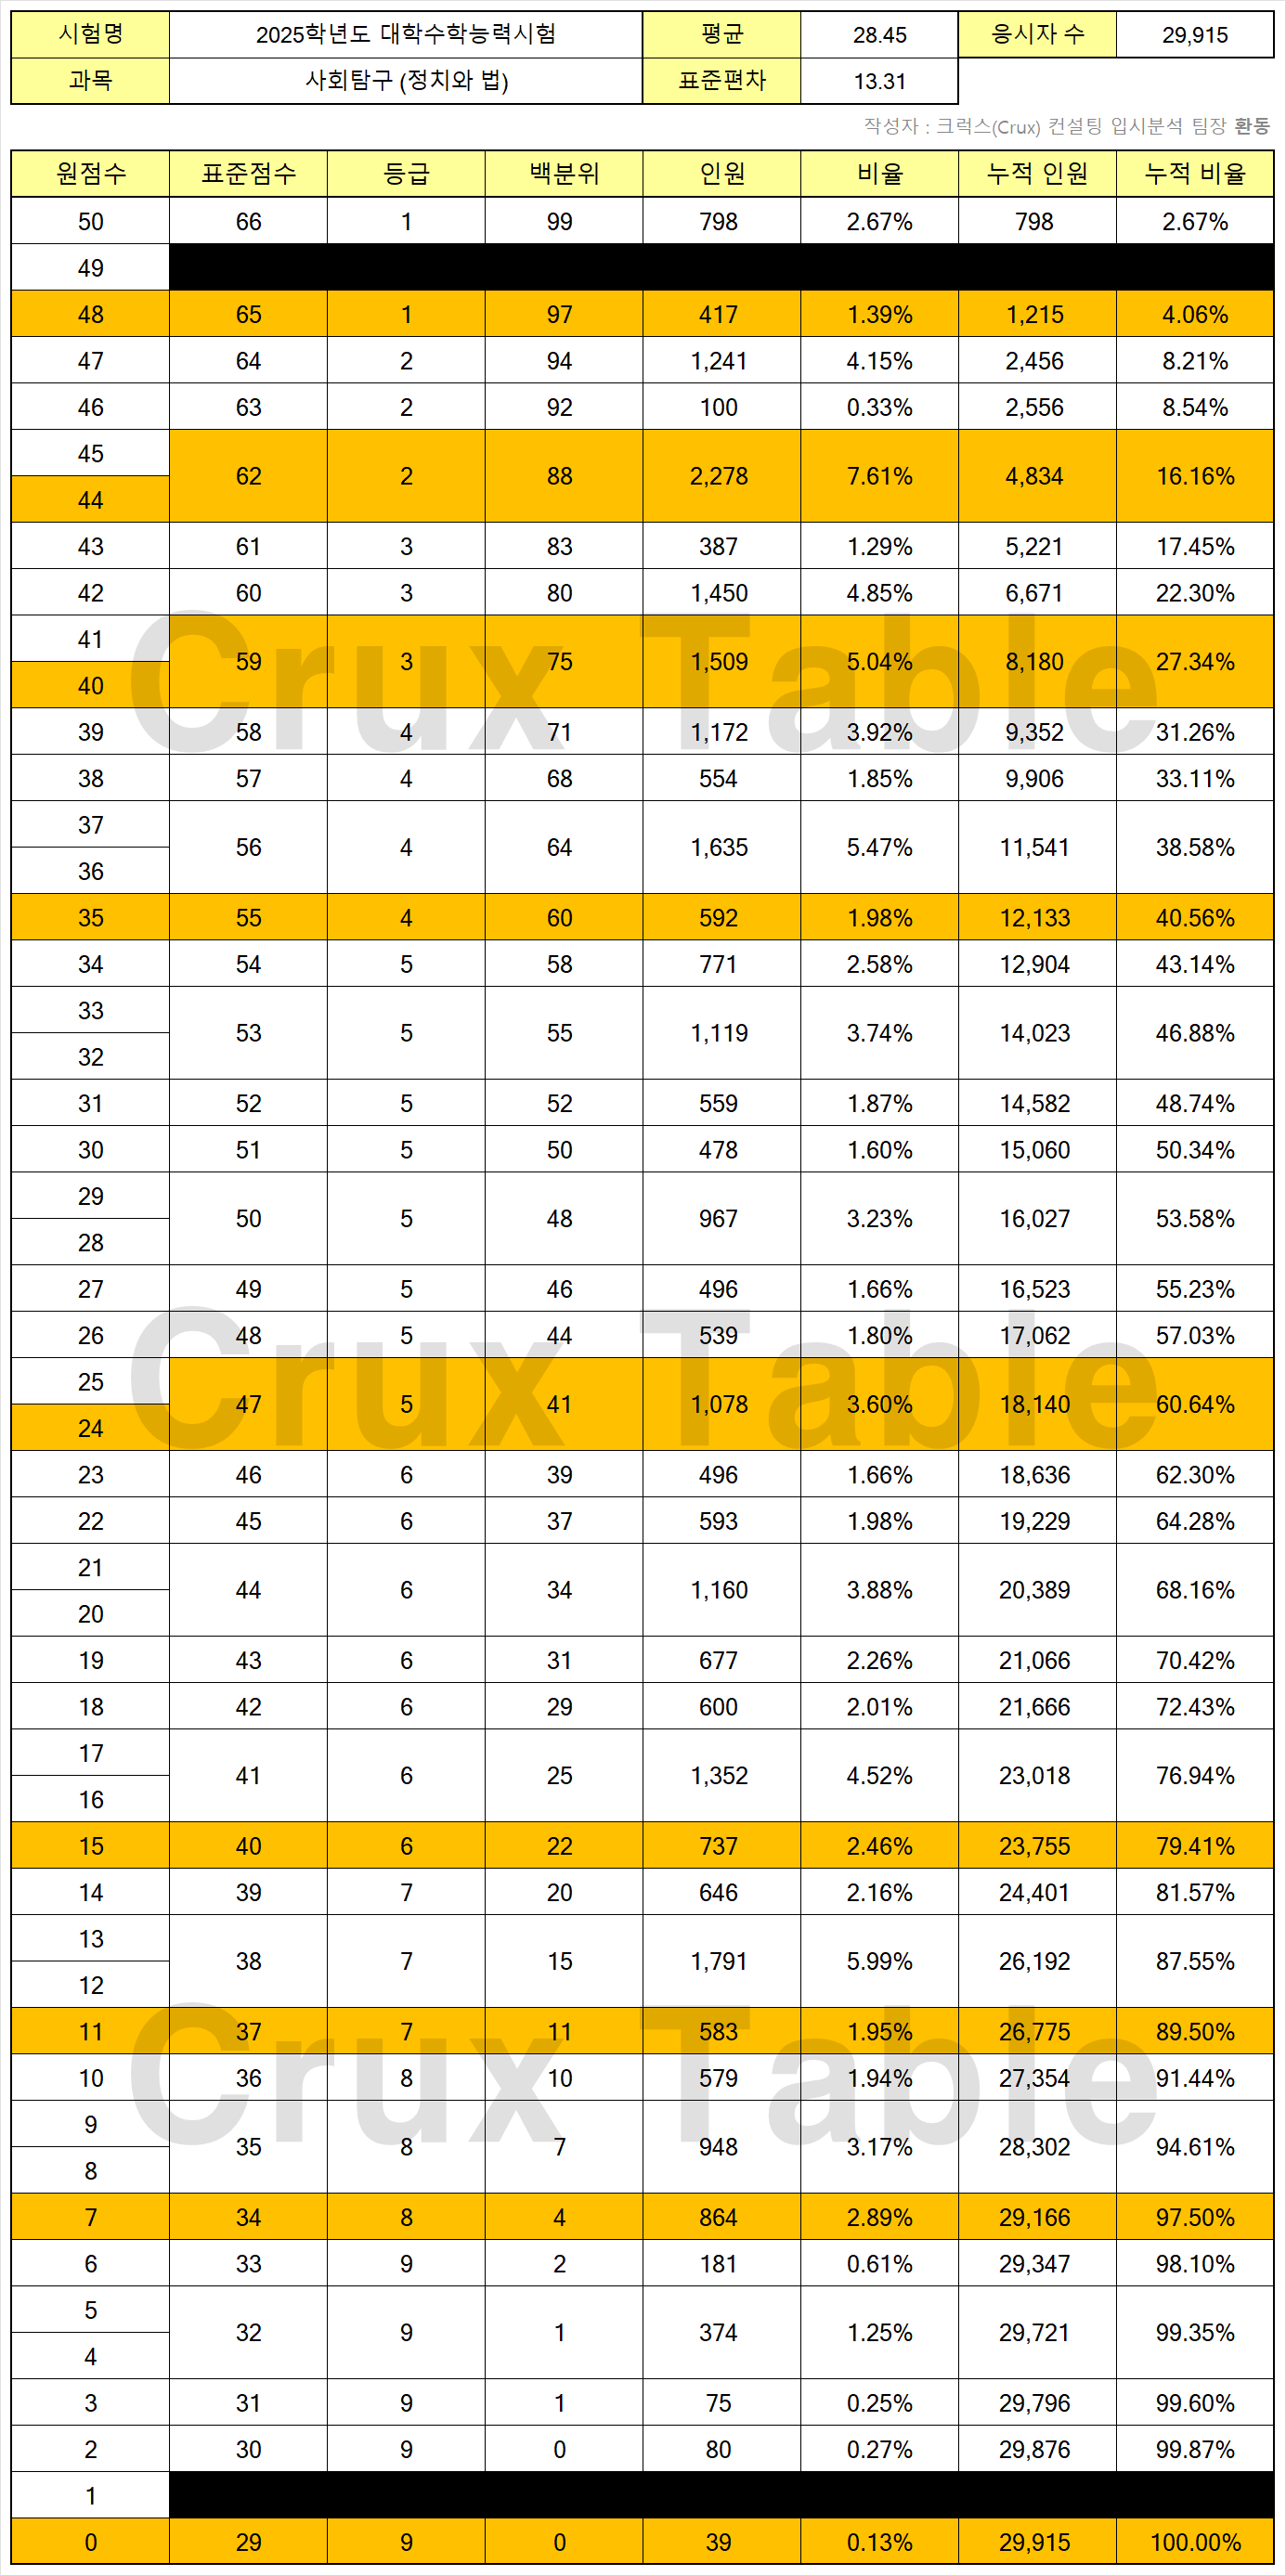 시험명 2025학년도 대학수학능력시험 평균 28.45 응시자 수 29,915
과목 사회탐구 (정치와 법) 표준편차 13.31
작성자 : 크럭스(Crux) 컨설팅 입시분석 팀장 환동
원점수 표준점수 등급 백분위 인원 비율 누적 인원 누적 비율
50 66 1 99 798 2.67% 798 2.67%
49
48 65 1 97 417 1.39% 1,215 4.06%
47 64 2 94 1,241 4.15% 2,456 8.21%
46 63 2 92 100 0.33% 2,556 8.54%
45
62 2 88 2,278 7.61% 4,834 16.16%
44
43 61 3 83 387 1.29% 5,221 17.45%
42 60 3 80 1,450 4.85% 6,671 22.30%
41
59 3 75 1,509 5.04% 8,180 27.34%
40
Crux Table
39 58 4 71 1,172 3.92% 9,352 31.26%
38 57 4 68 554 1.85% 9,906 33.11%
37
56 4 64 1,635 5.47% 11,541 38.58%
36
35 55 4 60 592 1.98% 12,133 40.56%
34 54 5 58 771 2.58% 12,904 43.14%
33
53 5 55 1,119 3.74% 14,023 46.88%
32
31 52 5 52 559 1.87% 14,582 48.74%
30 51 5 50 478 1.60% 15,060 50.34%
29
50 5 48 967 3.23% 16,027 53.58%
28
27 49 5 46 496 1.66% 16,523 55.23%
26 48 5 44 539 1.80% 17,062 57.03%
Crux Table
25
47 5 41 1,078 3.60% 18,140 60.64%
24
23 46 6 39 496 1.66% 18,636 62.30%
22 45 6 37 593 1.98% 19,229 64.28%
21
44 6 34 1,160 3.88% 20,389 68.16%
20
19 43 6 31 677 2.26% 21,066 70.42%
18 42 6 29 600 2.01% 21,666 72.43%
17
41 6 25 1,352 4.52% 23,018 76.94%
16
15 40 6 22 737 2.46% 23,755 79.41%
14 39 7 20 646 2.16% 24,401 81.57%
13
38 7 15 1,791 5.99% 26,192 87.55%
12
11 37 7 11 583 1.95% 26,775 89.50%
Crux Table
10 36 8 10 579 1.94% 27,354 91.44%
9
35 8 7 948 3.17% 28,302 94.61%
8
7 34 8 4 864 2.89% 29,166 97.50%
6 33 9 2 181 0.61% 29,347 98.10%
5
32 9 1 374 1.25% 29,721 99.35%
4
3 31 9 1 75 0.25% 29,796 99.60%
2 30 9 0 80 0.27% 29,876 99.87%
1
0 29 9 0 39 0.13% 29,915 100.00%